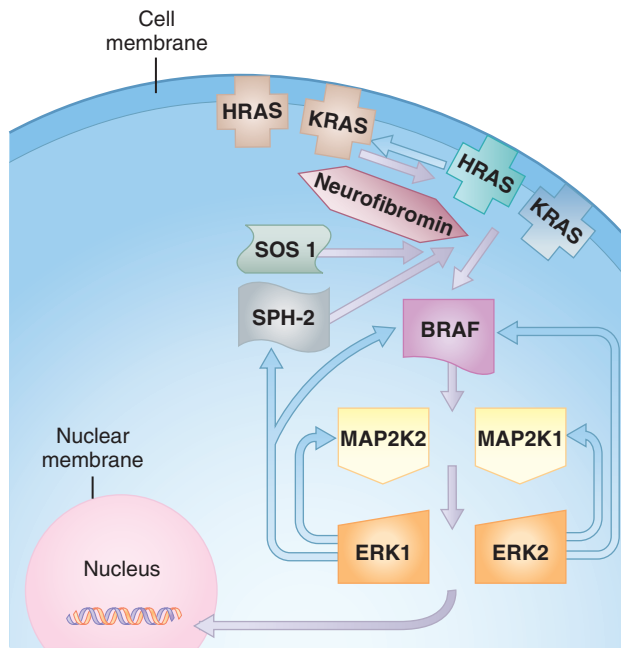 Cell
membrane
HRAS
KRAS
HRAS
KRAS
Neurofibromin
SOS 1
SPH-2
BRAF
MAP2K2
MAP2K1
Nuclear
membrane
ERK1
ERK2
Nucleus